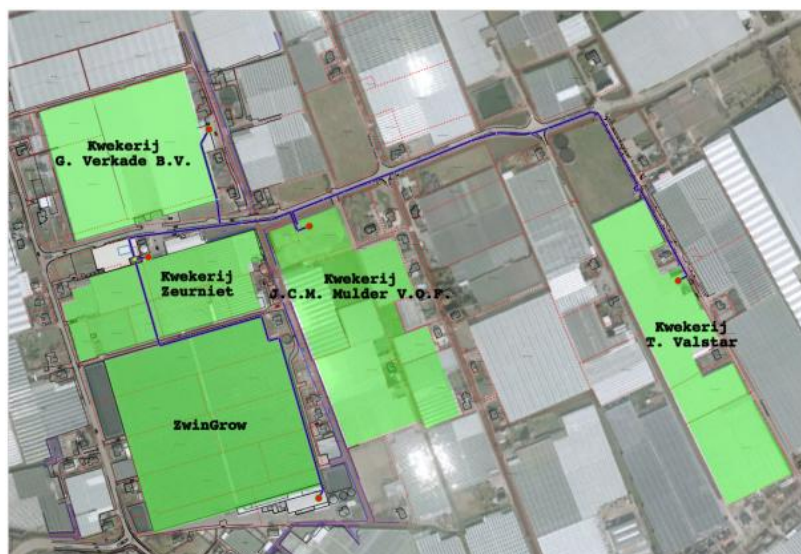 Kwekerij
G. Verkade B.V.
Kwekerij
Zeurniet
Kwekerij
J.C.M. Mulder V.O.F.
Kwekerij
T. Valstar
ZwinGrow